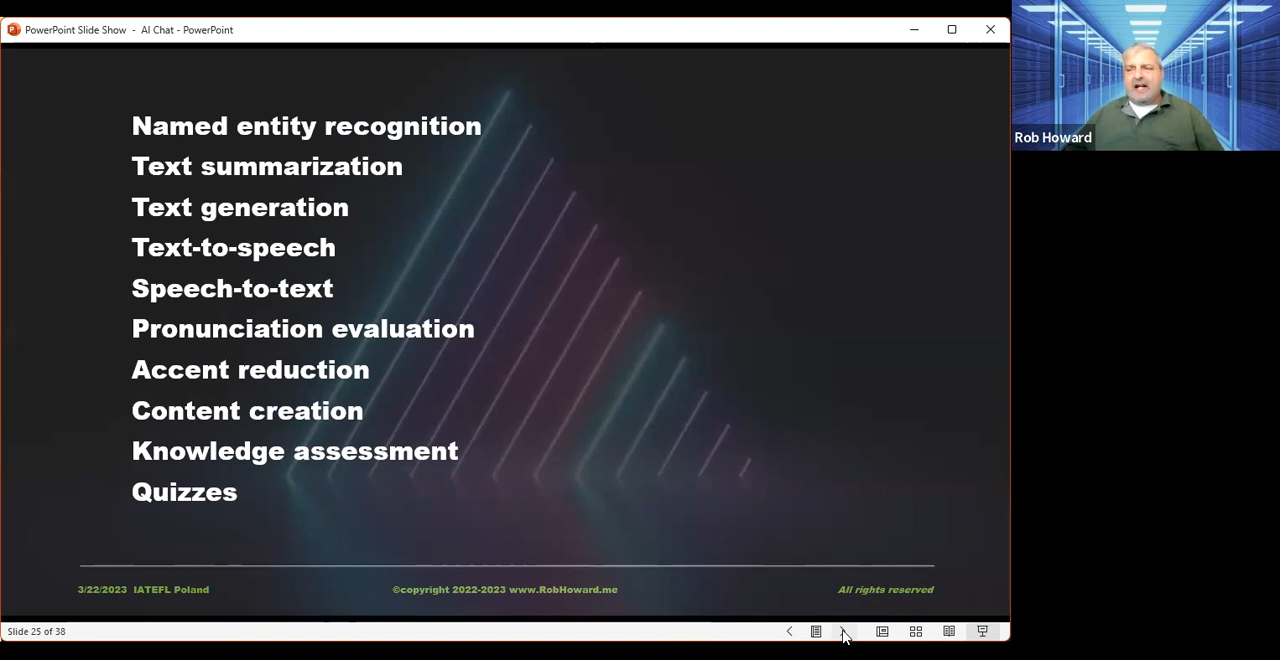 PowerPoint Slide Show - AI Chat - PowerPoint
Rob Howard
Named entity recognition
Text summarization
Text generation
Text-to-speech
Speech-to-text
Pronunciation evaluation
Accent reduction
Content creation
Knowledge assessment
Quizzes
3/22/2023 IATEFL Poland
©copyright 2022-2023 www.RobHoward.me
All rights reserved
Slide 25 of 38